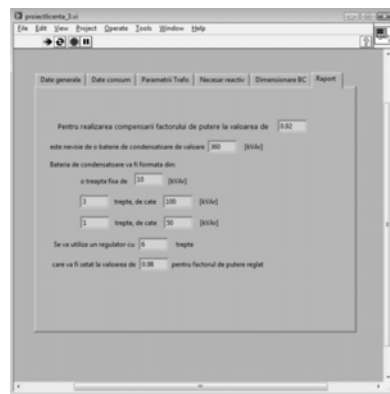 proiectlicenta_3.vi
File Edit View Project Operate Tools Window Help
Date generale Date consum Parametrii Trafo Necesar reactiv Dimensionare BC Raport
Pentru realizarea compensarii factorului de putere la valoarea de 0.92
este nevoie de o baterie de condensatoare de valoare 360 [kVAr]
Bateria de condensatoare va fi formata din:
o treapta fixa de 10 [kVAr]
3 trepte, de cate 100 [kVAr]
1 trepte, de cate 50 [kVAr]
Se va utiliza un regulator cu 6 trepte
care va fi setat la valoarea de 0.98 pentru factorul de putere reglat